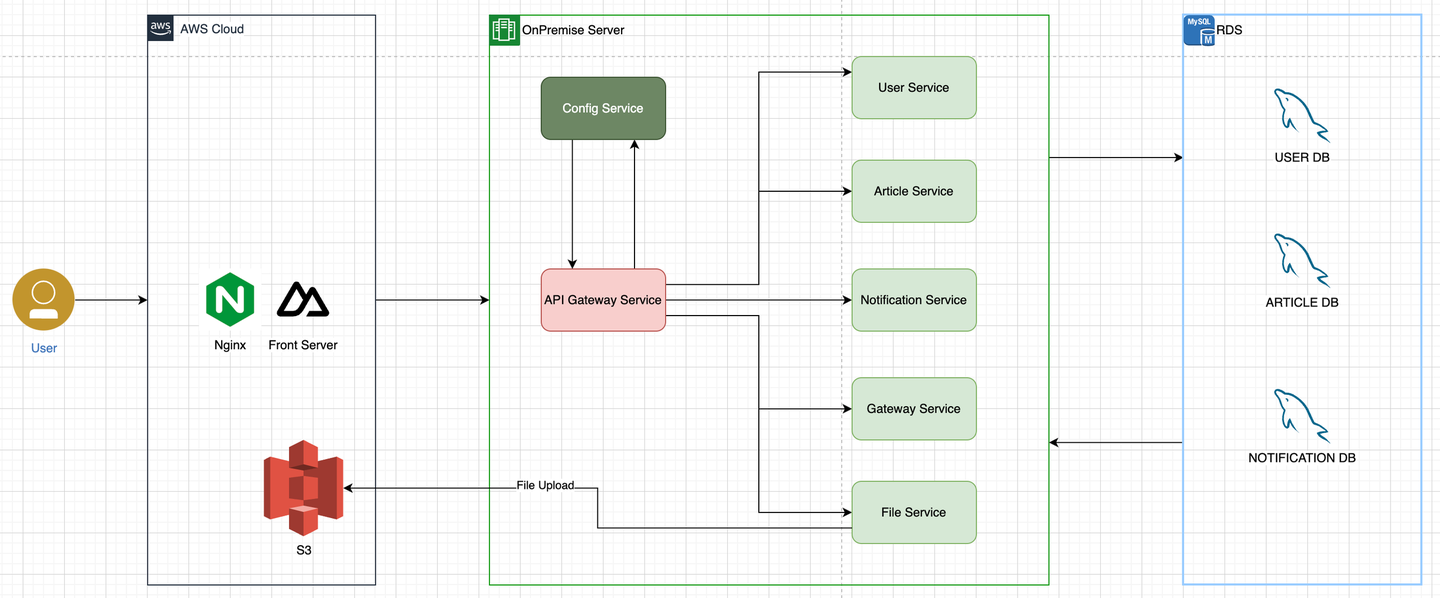 aws
AWS Cloud
OnPremise Server
MySQL
M
RDS
Config Service
User Service
USER DB
Article Service
API Gateway Service
Notification Service
ARTICLE DB
User
Nginx
Front Server
Gateway Service
NOTIFICATION DB
File Upload
File Service
S3